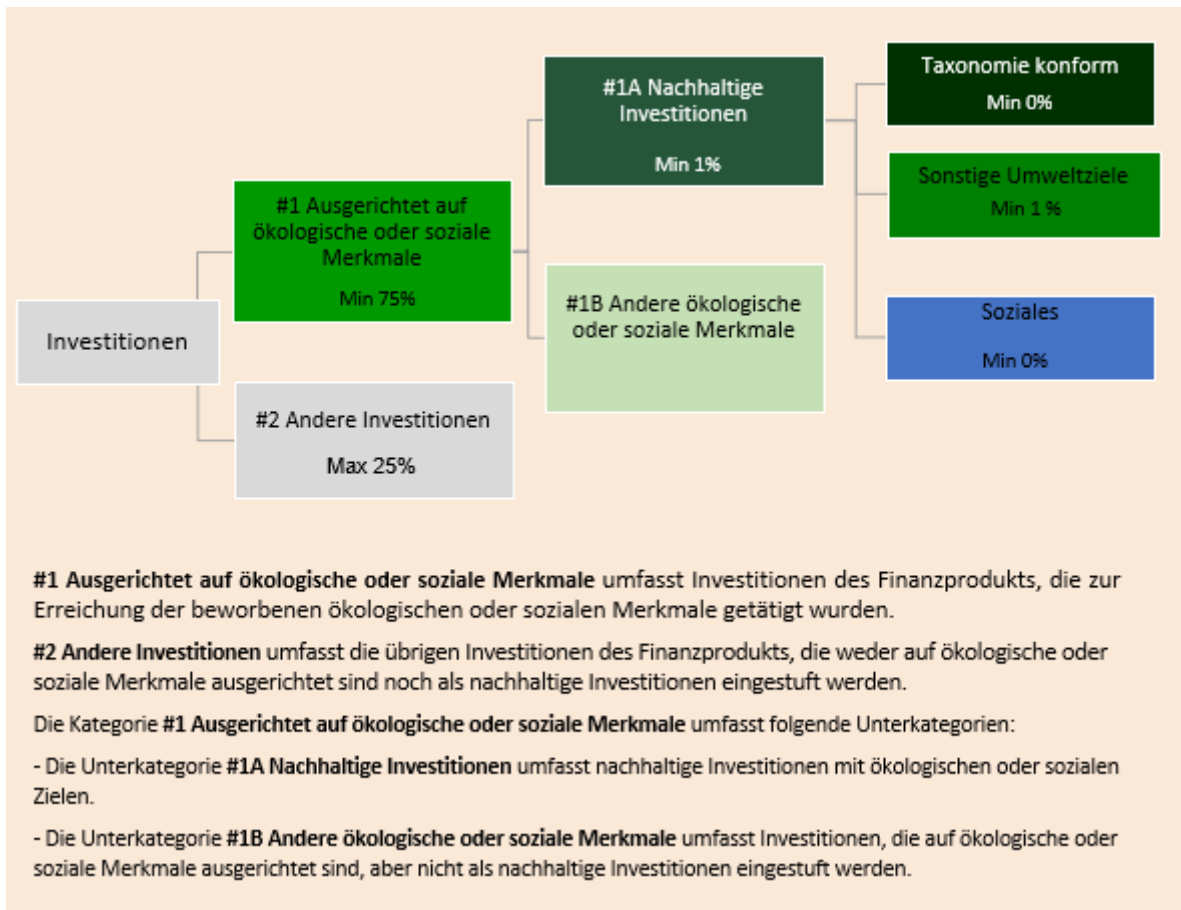 Investitionen
#1 Ausgerichtet auf
ökologische oder soziale
Merkmale
Min 75%
#2 Andere Investitionen
Max 25%
#1A Nachhaltige
Investitionen
Min 1%
#1B Andere ökologische
oder soziale Merkmale
Taxonomie konform
Min 0%
Sonstige Umweltziele
Min 1 %
Soziales
Min 0%
#1 Ausgerichtet auf ökologische oder soziale Merkmale umfasst Investitionen des Finanzprodukts, die zur
Erreichung der beworbenen ökologischen oder sozialen Merkmale getätigt wurden.
#2 Andere Investitionen umfasst die übrigen Investitionen des Finanzprodukts, die weder auf ökologische oder
soziale Merkmale ausgerichtet sind noch als nachhaltige Investitionen eingestuft werden.
Die Kategorie #1 Ausgerichtet auf ökologische oder soziale Merkmale umfasst folgende Unterkategorien:
- Die Unterkategorie #1A Nachhaltige Investitionen umfasst nachhaltige Investitionen mit ökologischen oder sozialen
Zielen.
- Die Unterkategorie #1B Andere ökologische oder soziale Merkmale umfasst Investitionen, die auf ökologische oder
soziale Merkmale ausgerichtet sind, aber nicht als nachhaltige Investitionen eingestuft werden.